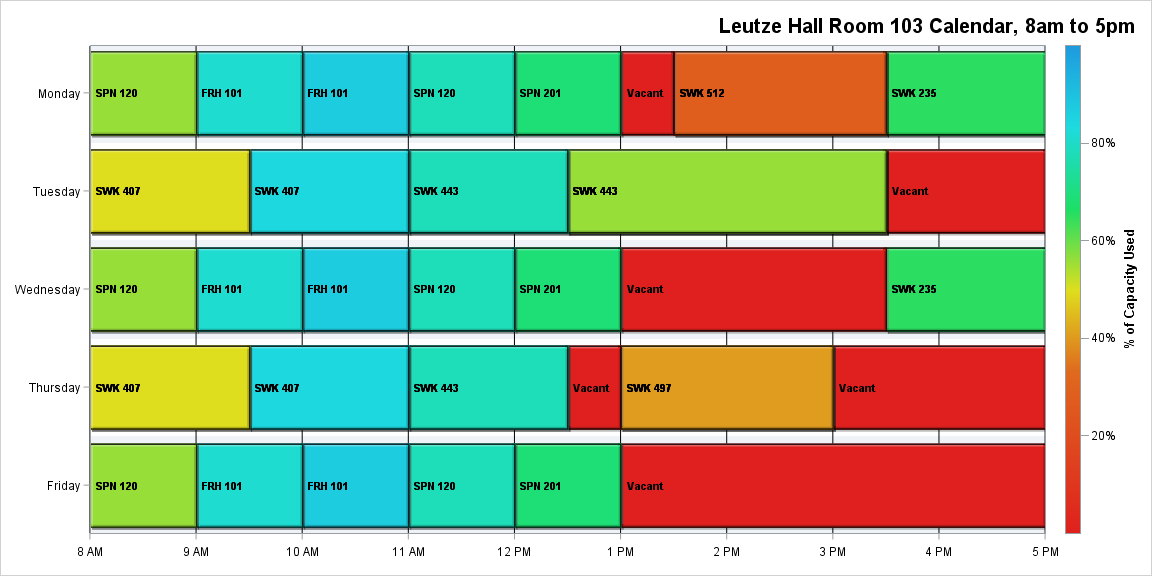 Leutze Hall Room 103 Calendar, 8am to 5pm
Monday
SPN 120
FRH 101
FRH 101
SPN 120
SPN 201
Vacant
SWK 512
SWK 235
Tuesday
SWK 407
SWK 407
SWK 443
SWK 443
Vacant
Wednesday
SPN 120
FRH 101
FRH 101
SPN 120
SPN 201
Vacant
SWK 235
Thursday
SWK 407
SWK 407
SWK 443
Vacant
SWK 497
Vacant
Friday
SPN 120
FRH 101
FRH 101
SPN 120
SPN 201
Vacant
8 AM
9 AM
10 AM
11 AM
12 PM
1 PM
2 PM
3 PM
4 PM
5 PM
80%
60%
40%
20%
% of Capacity Used